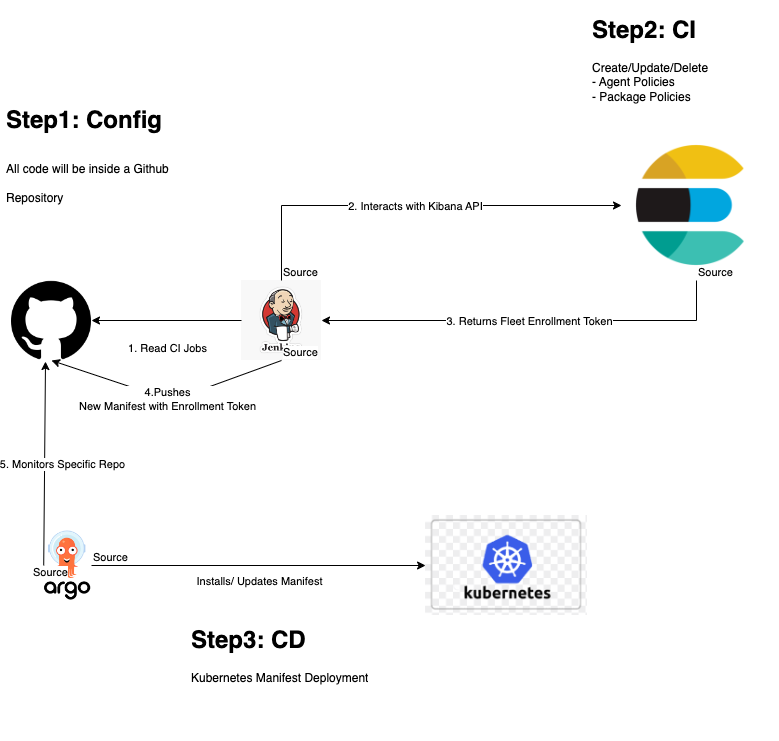 Step2: CI
Create/Update/Delete
- Agent Policies
- Package Policies
Step1: Config
All code will be inside a Github
Repository
2. Interacts with Kibana API
Source
Source
3. Returns Fleet Enrollment Token
1. Read CI Jobs
Source
4.Pushes
New Manifest with Enrollment Token
5. Monitors Specific Repo
Source
Source
argo
Installs/ Updates Manifest
kubernetes
Step3: CD
Kubernetes Manifest Deployment